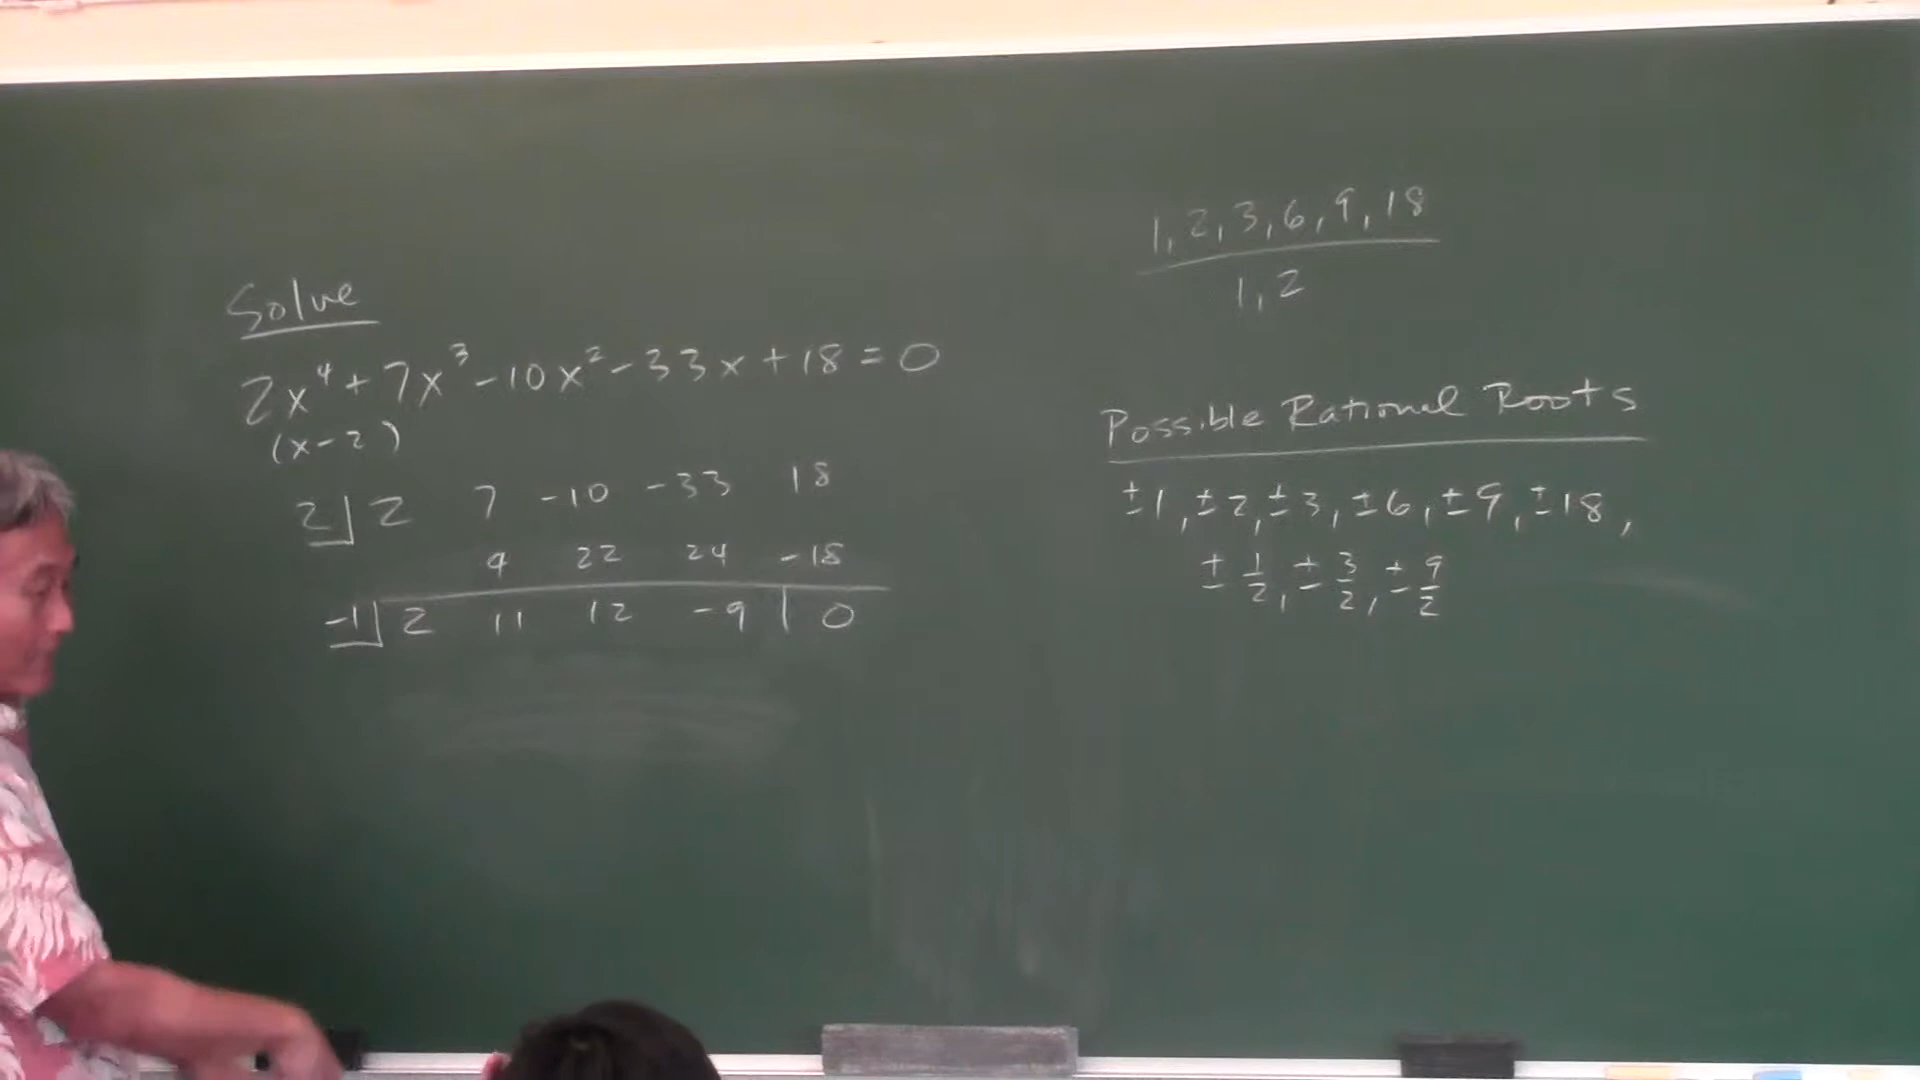 Solve
2x⁴+7x³-10x²-33x+18=0
(x-2)
2 2 7 -10 -33 18
4 22 24 -18
-1 2 11 12 -9 0
1, 2, 3, 6, 9, 18
1, 2
Possible Rational Roots
±1, ±2, ±3, ±6, ±9, ±18,
± 1/2, ± 3/2, ± 9/2